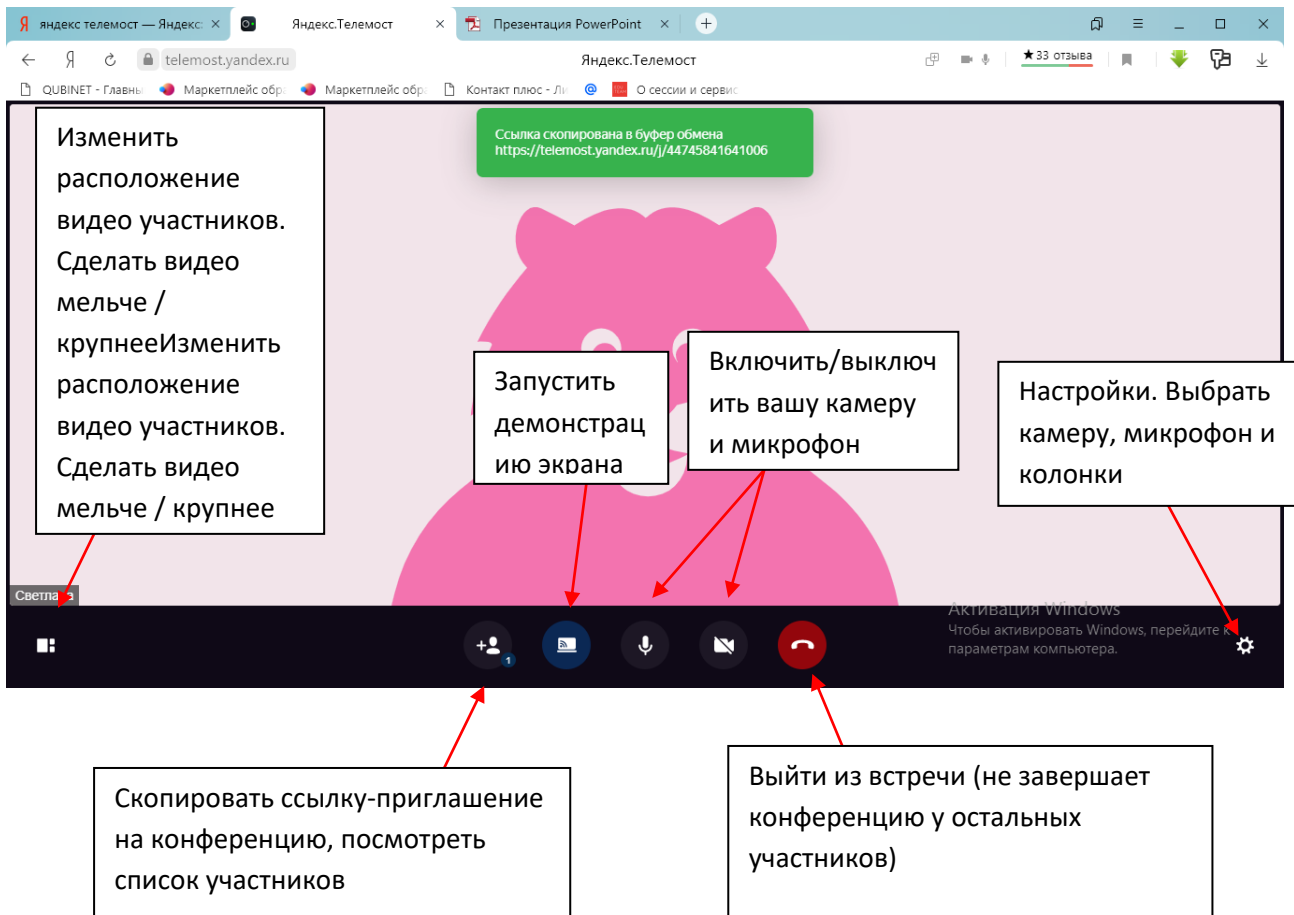 яндекс телемост — Яндекс:
Яндекс.Телемост
Презентация PowerPoint
telemost.yandex.ru
Яндекс.Телемост
★33 отзыва
QUBINET - Главны
Маркетплейс обра
Маркетплейс обра
Контакт плюс - Ли
О сессии и сервис
Ссылка скопирована в буфер обмена
https://telemost.yandex.ru/j/44745841641006
Изменить
расположение
видео участников.
Сделать видео
мельче /
крупнееИзменить
расположение
видео участников.
Сделать видео
мельче / крупнее
Запустить
демонстрац
ию экрана
Включить/выключ
ить вашу камеру
и микрофон
Настройки. Выбрать
камеру, микрофон и
колонки
Светлана
Активация Windows
Чтобы активировать Windows, перейдите к
параметрам компьютера.
1
Скопировать ссылку-приглашение
на конференцию, посмотреть
список участников
Выйти из встречи (не завершает
конференцию у остальных
участников)